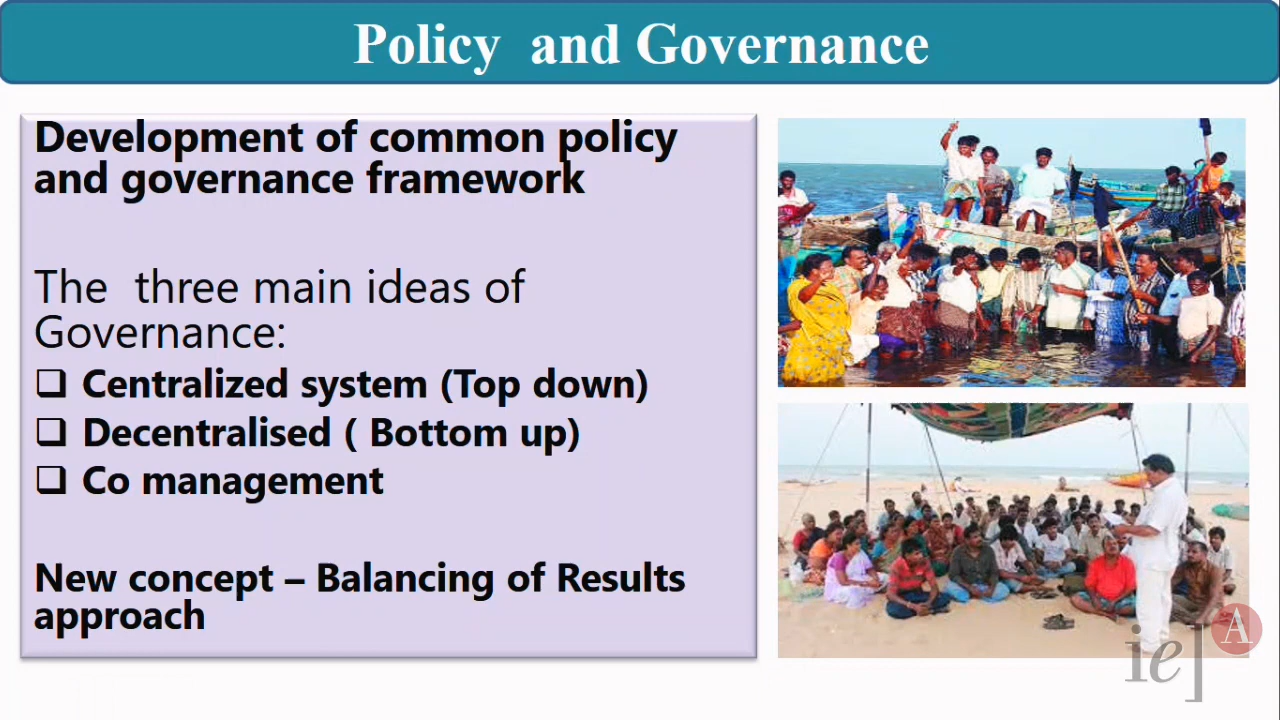 Policy and Governance
Development of common policy
and governance framework
The three main ideas of
Governance:
❑ Centralized system (Top down)
❑ Decentralised ( Bottom up)
❑ Co management
New concept – Balancing of Results
approach
ie]
A